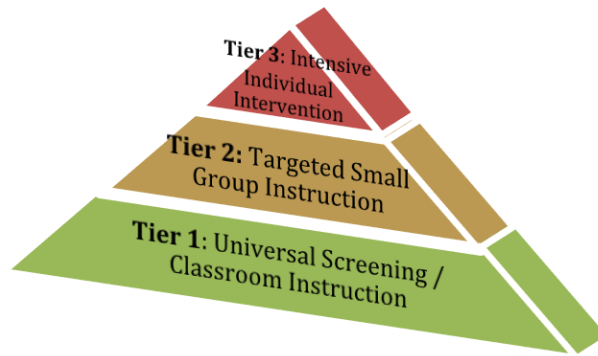 Tier 3: Intensive
Individual
Intervention
Tier 2: Targeted Small
Group Instruction
Tier 1: Universal Screening /
Classroom Instruction